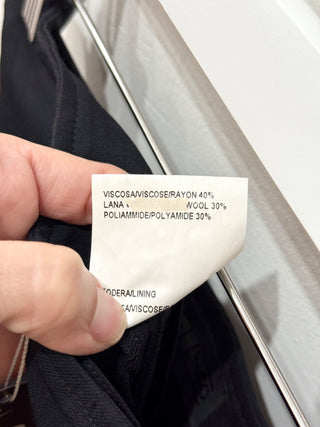 VISCOSA/VISCOSE/RAYON 40%
LANA WOOL 30%
POLIAMMIDE/POLYAMIDE 30%
FODERA/LINING